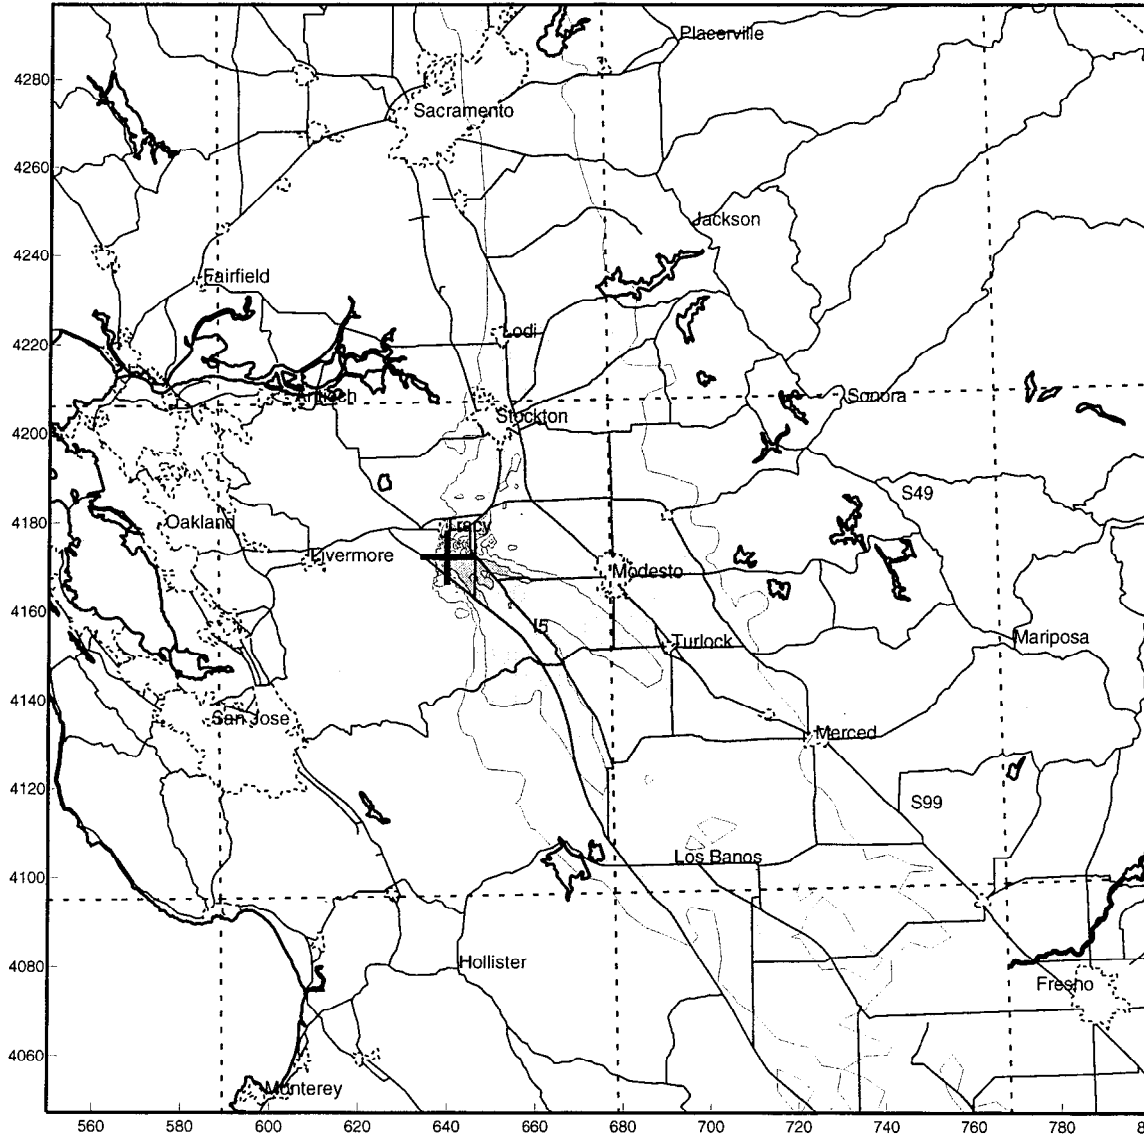 Placerville
4280
Sacramento
4260
Jackson
4240
Fairfield
Lodi
4220
Antioch
Sonora
Stockton
4200
S49
4180
Oakland
Tracy
Livermore
Modesto
4160
I5
Turlock
Mariposa
4140
San Jose
Merced
4120
S99
Los Banos
4100
Hollister
4080
Fresno
4060
Monterey
560 580 600 620 640 660 680 700 720 740 760 780